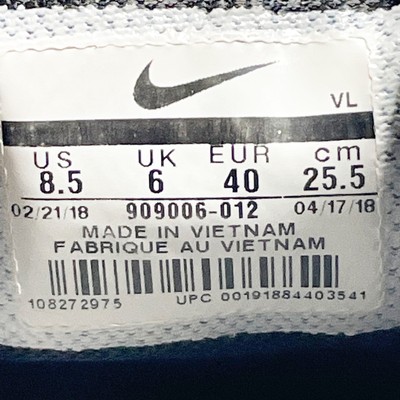 VL
US UK EUR cm
8.5 6 40 25.5
02/21/18 909006-012 04/17/18
MADE IN VIETNAM
FABRIQUE AU VIETNAM
108272975 UPC 00191884403541